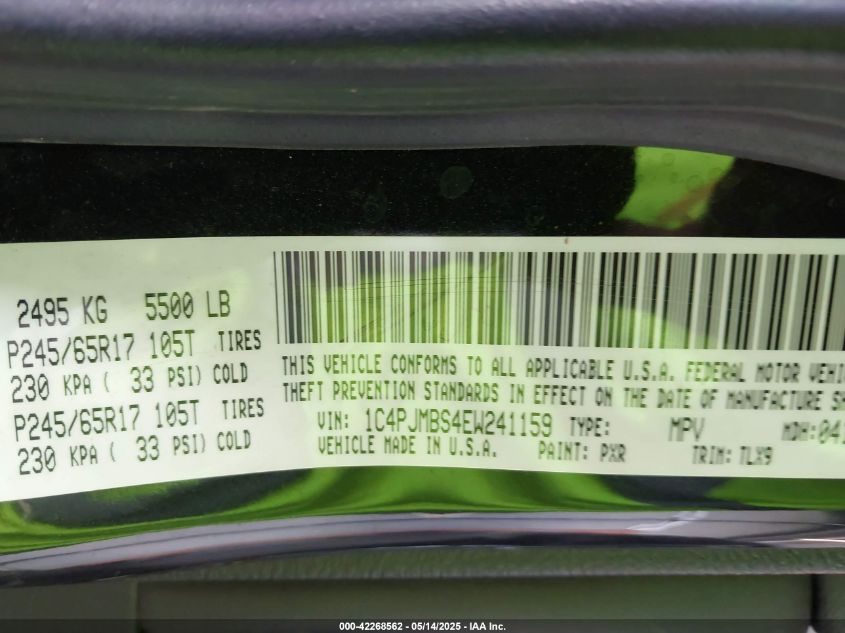 2495 KG 5500 LB
P245/65R17 105T TIRES
230 KPA ( 33 PSI) COLD
P245/65R17 105T TIRES
230 KPA ( 33 PSI) COLD
THIS VEHICLE CONFORMS TO ALL APPLICABLE U.S.A. FEDERAL MOTOR
THEFT PREVENTION STANDARDS IN EFFECT ON THE DATE OF MANUFACTURE
VIN: 1C4PJMBS4EW241159 TYPE: MPV MDH:
VEHICLE MADE IN U.S.A. PAINT: PXR TRIM: TLX9
000-42268562 - 05/14/2025 - IAA Inc.